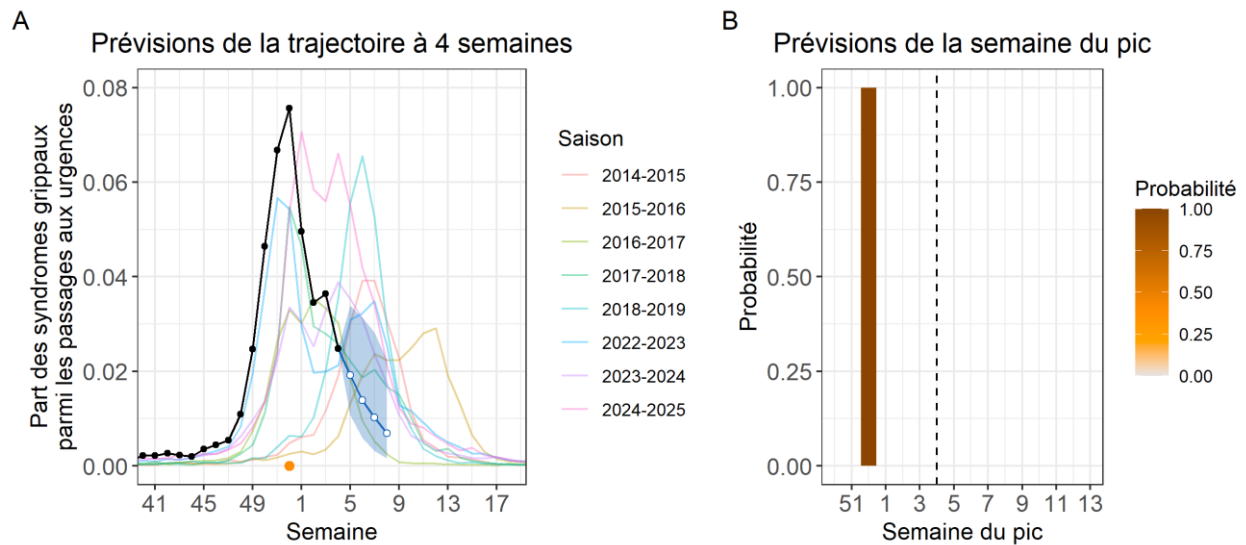 A
Prévisions de la trajectoire à 4 semaines
Part des syndromes grippaux
parmi les passages aux urgences
0.08
0.06
0.04
0.02
0.00
41 45 49 1 5 9 13 17
Semaine
Saison
2014-2015
2015-2016
2016-2017
2017-2018
2018-2019
2022-2023
2023-2024
2024-2025
B
Prévisions de la semaine du pic
Probabilité
1.00
0.75
0.50
0.25
0.00
51 1 3 5 7 9 11 13
Semaine du pic
Probabilité
1.00
0.75
0.50
0.25
0.00